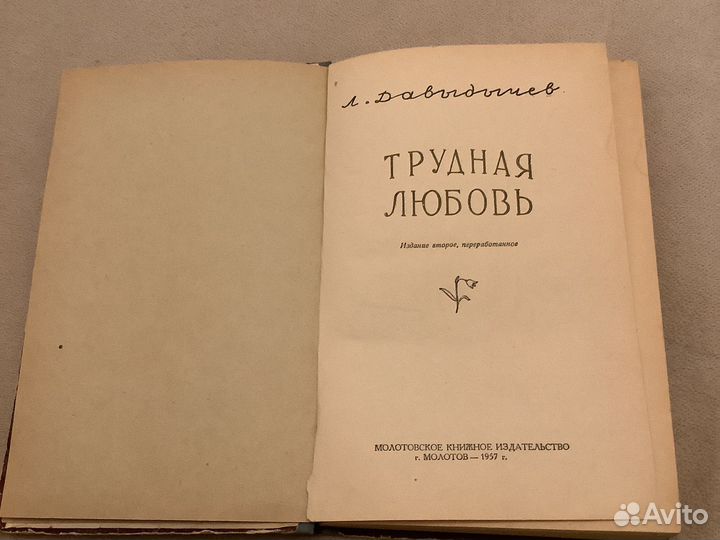 Л. Давыдычев
ТРУДНАЯ
ЛЮБОВЬ
Издание второе, переработанное
МОЛОТОВСКОЕ КНИЖНОЕ ИЗДАТЕЛЬСТВО
г. МОЛОТОВ — 1957 г.
Avito